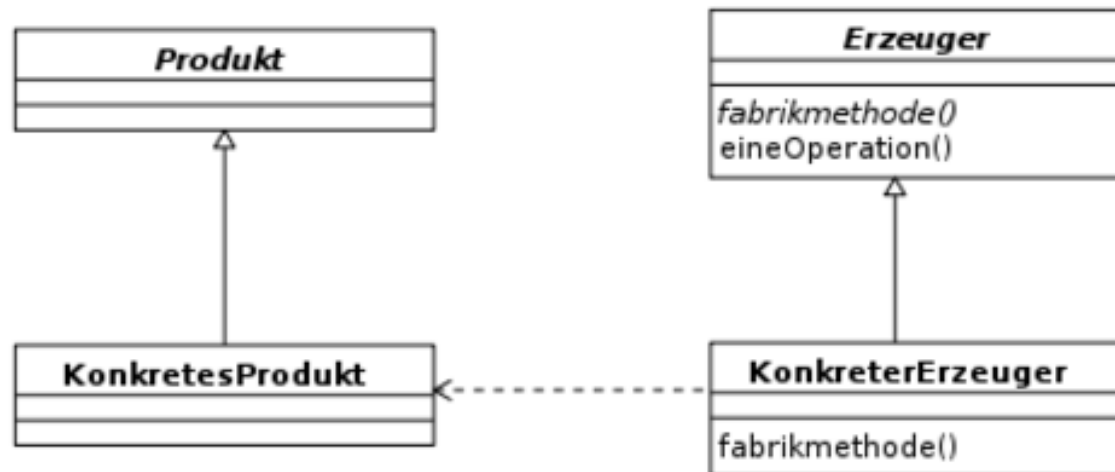 Produkt
Erzeuger
fabrikmethode()
eineOperation()
KonkretesProdukt
KonkreterErzeuger
fabrikmethode()